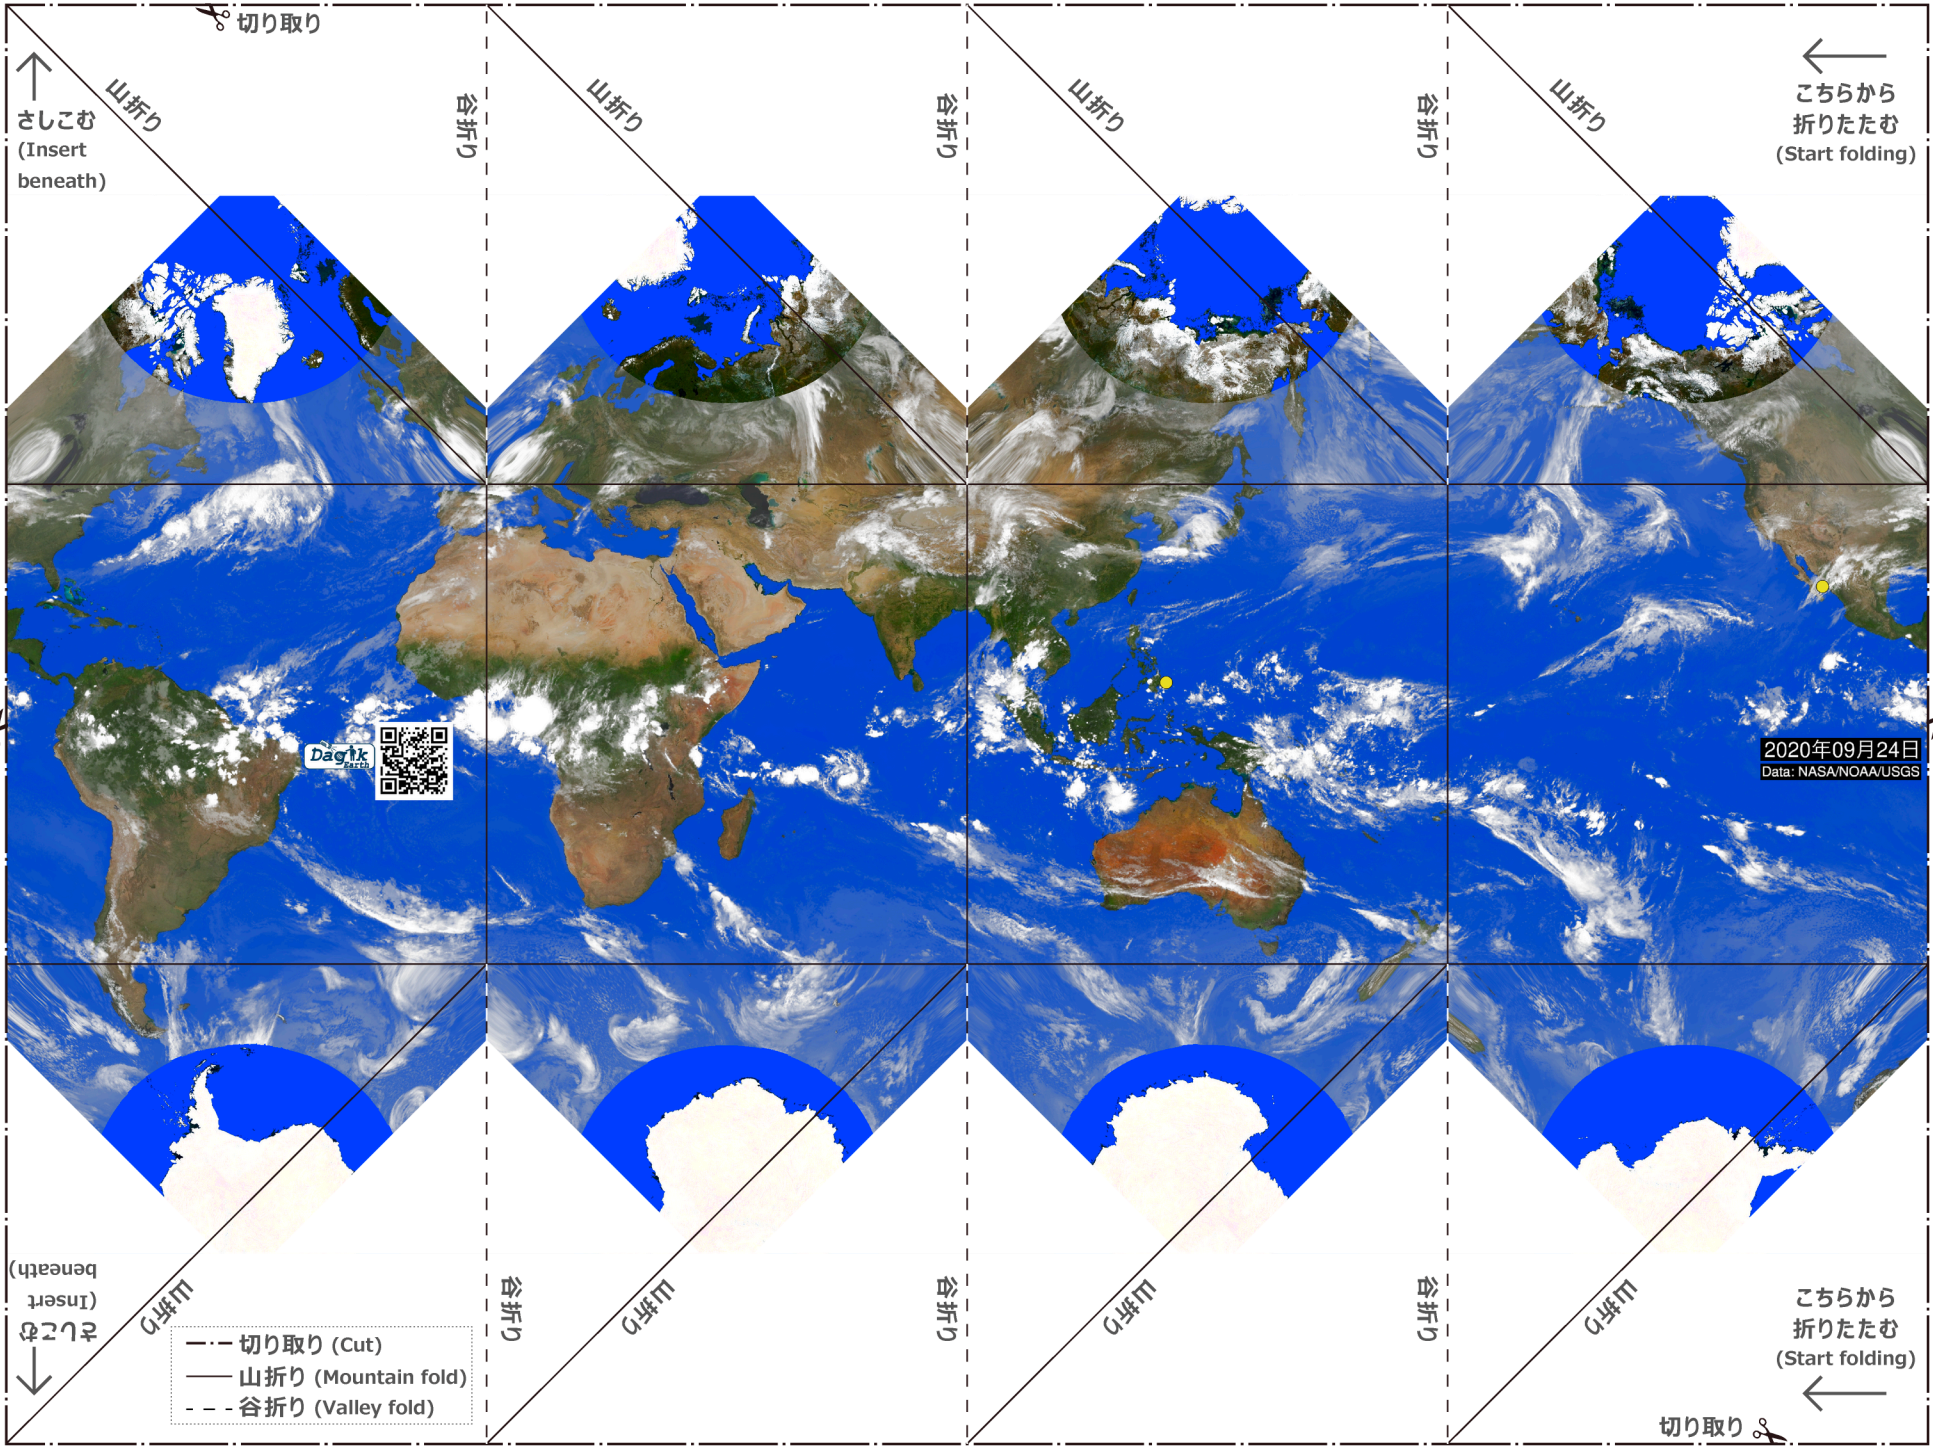 切り取り
さしこむ
(Insert
beneath)
山折り
谷折り
山折り
谷折り
山折り
谷折り
山折り
こちらから
折りたたむ
(Start folding)
Dagik
Earth
2020年09月24日
Data: NASA/NOAA/USGS
さしこむ
(Insert
beneath)
山折り
谷折り
山折り
谷折り
山折り
谷折り
山折り
こちらから
折りたたむ
(Start folding)
切り取り (Cut)
山折り (Mountain fold)
谷折り (Valley fold)
切り取り